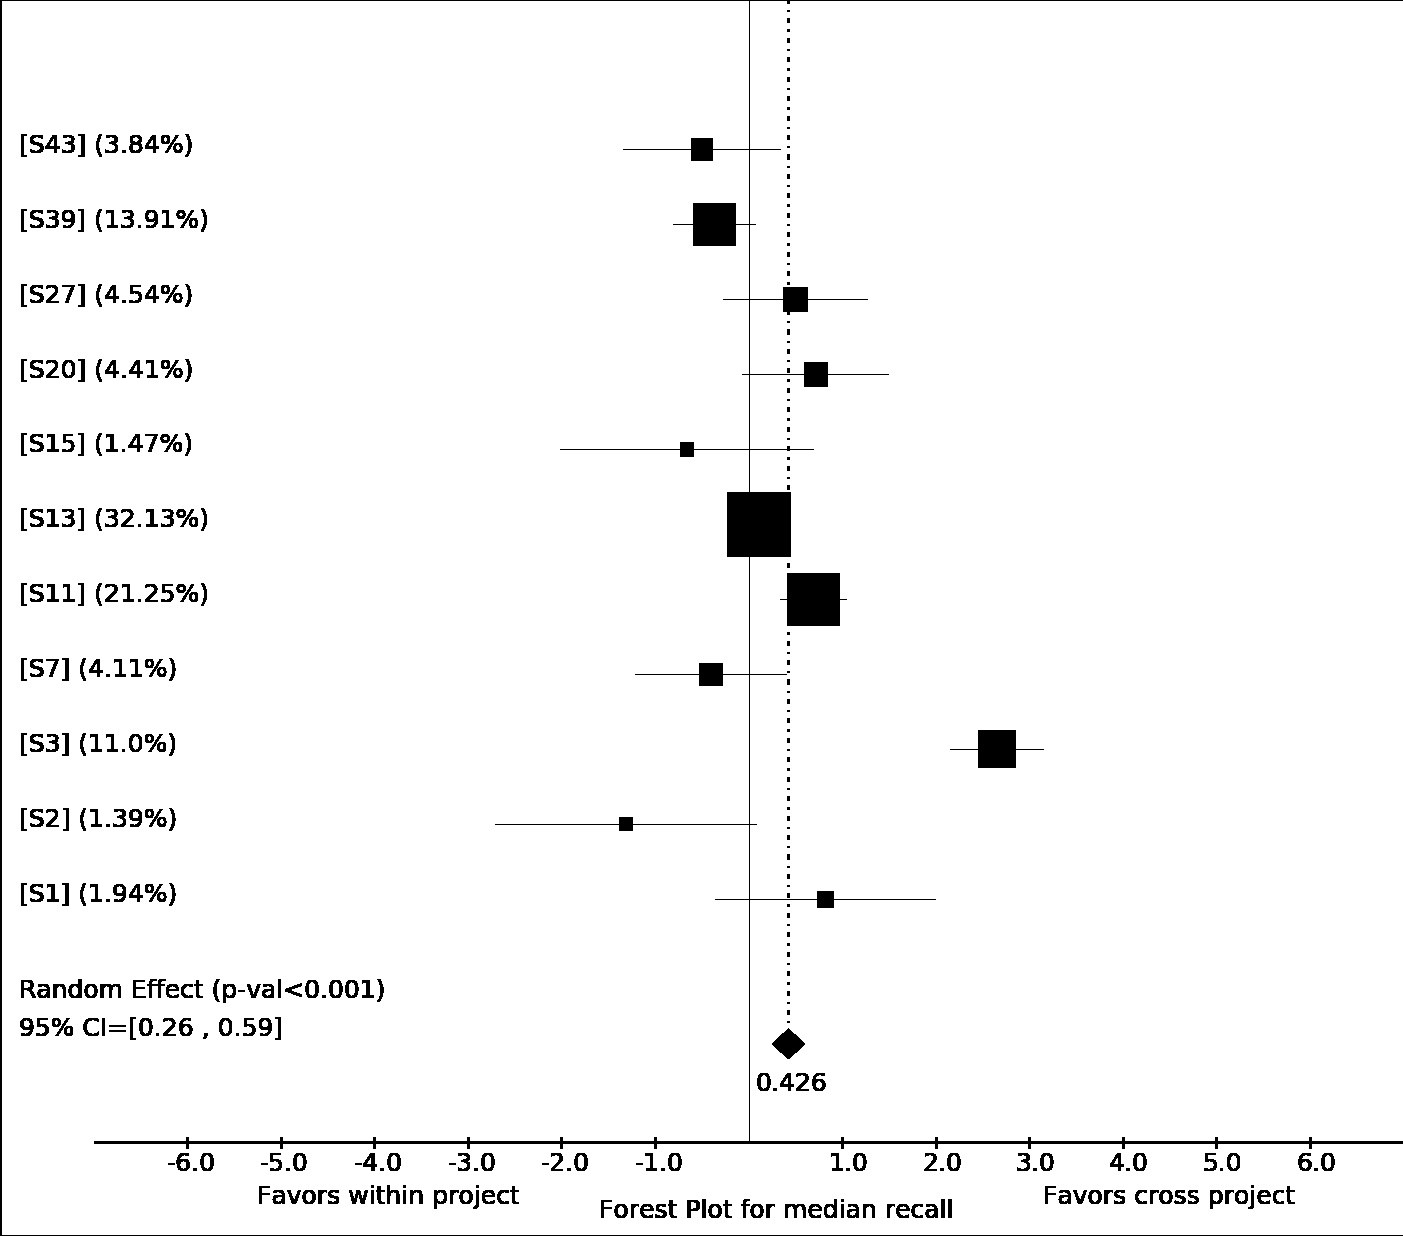 [S43] (3.84%)
[S39] (13.91%)
[S27] (4.54%)
[S20] (4.41%)
[S15] (1.47%)
[S13] (32.13%)
[S11] (21.25%)
[S7] (4.11%)
[S3] (11.0%)
[S2] (1.39%)
[S1] (1.94%)
Random Effect (p-val<0.001)
95% CI=[0.26 , 0.59]
0.426
-6.0 -5.0 -4.0 -3.0 -2.0 -1.0 1.0 2.0 3.0 4.0 5.0 6.0
Favors within project Favors cross project
Forest Plot for median recall